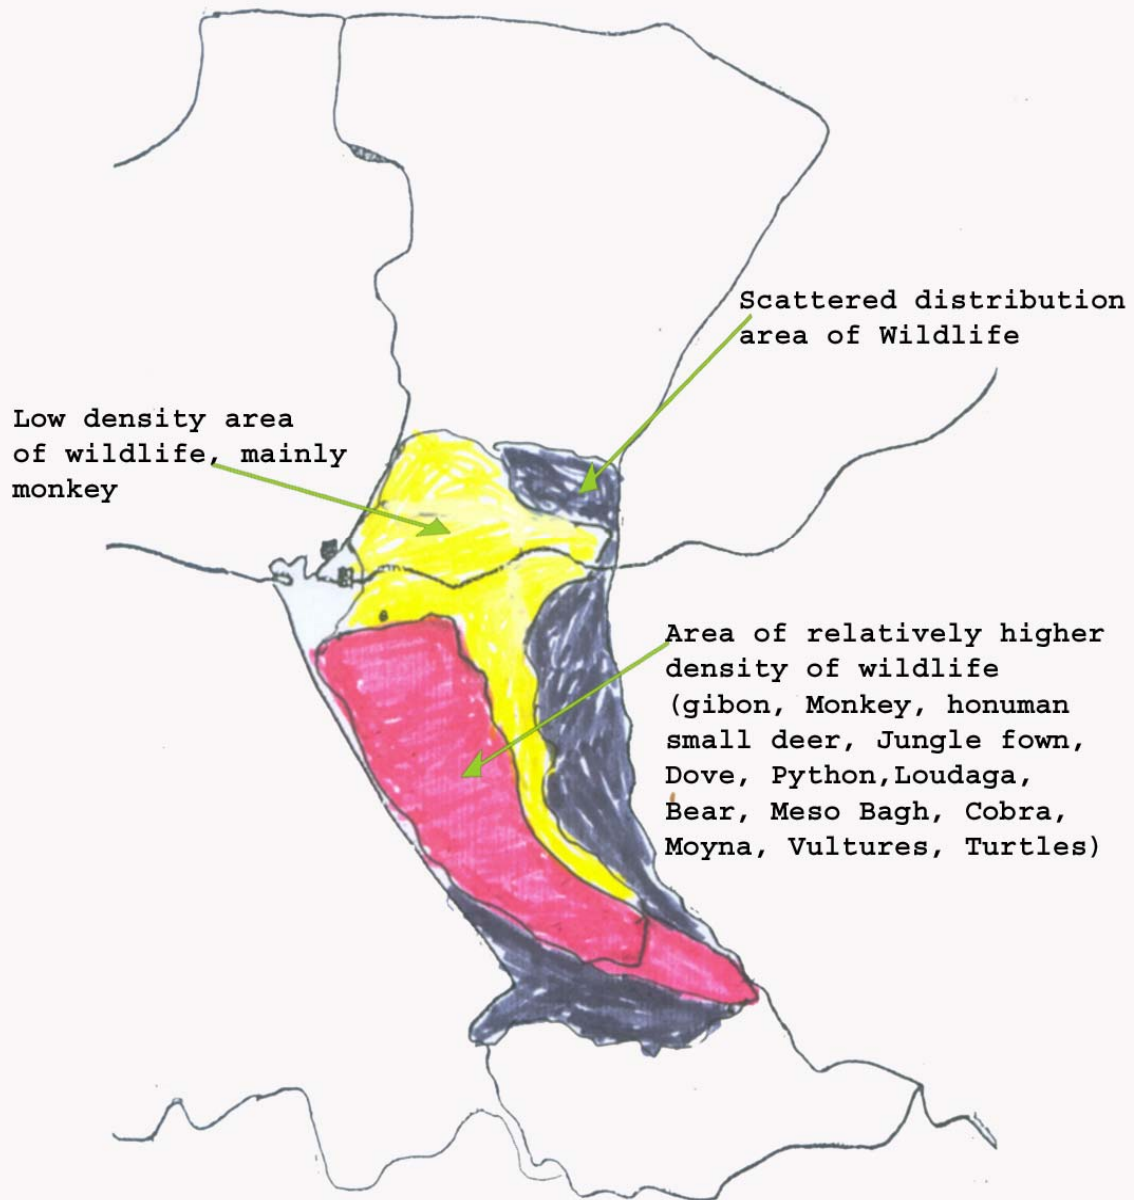 Scattered distribution
area of Wildlife
Low density area
of wildlife, mainly
monkey
Area of relatively higher
density of wildlife
(gibon, Monkey, honuman
small deer, Jungle fown,
Dove, Python,Loudaga,
Bear, Meso Bagh, Cobra,
Moyna, Vultures, Turtles)